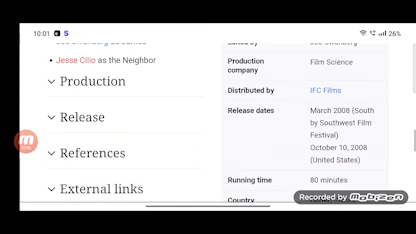 10:01 S 26%
Jesse Cilio as the Neighbor
Production
Release
References
External links
Production company Film Science
Distributed by IFC Films
Release dates March 2008 (South
by Southwest Film
Festival)
October 10, 2008
(United States)
Running time 80 minutes
Country
Recorded by Mobizen